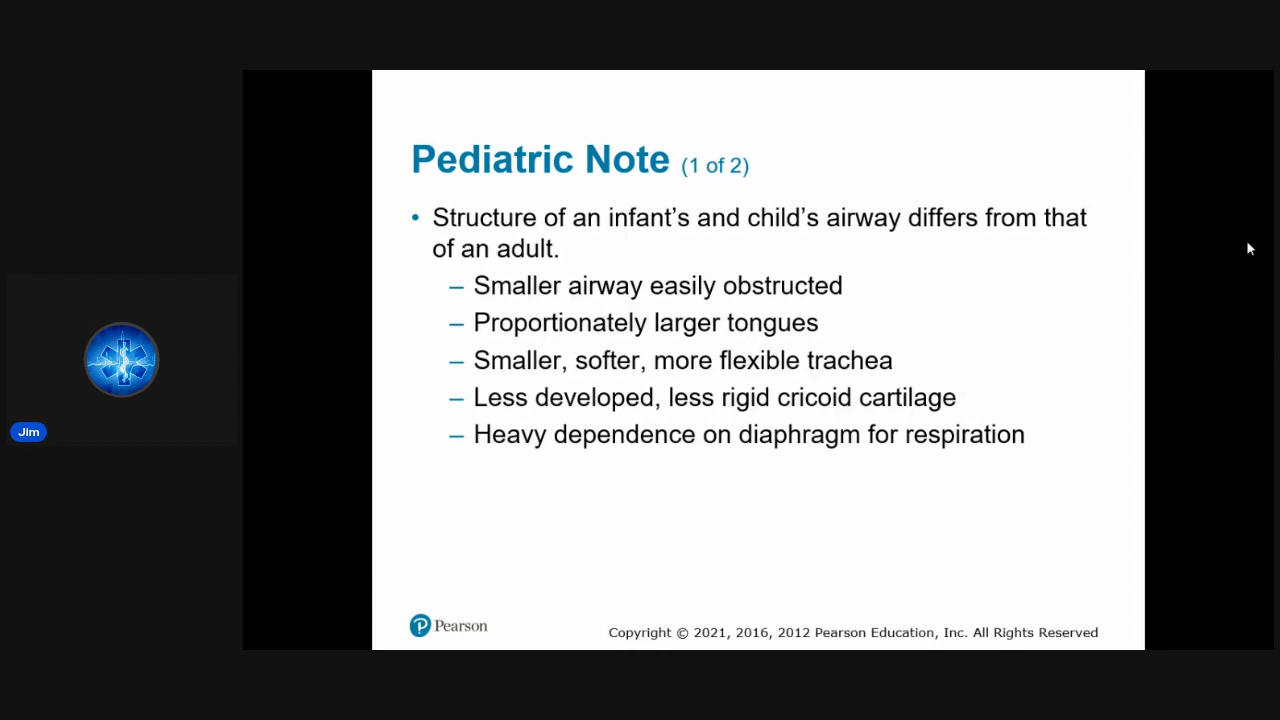 Pediatric Note (1 of 2)
• Structure of an infant's and child's airway differs from that
of an adult.
– Smaller airway easily obstructed
– Proportionately larger tongues
– Smaller, softer, more flexible trachea
– Less developed, less rigid cricoid cartilage
– Heavy dependence on diaphragm for respiration
Jim
P Pearson
Copyright © 2021, 2016, 2012 Pearson Education, Inc. All Rights Reserved